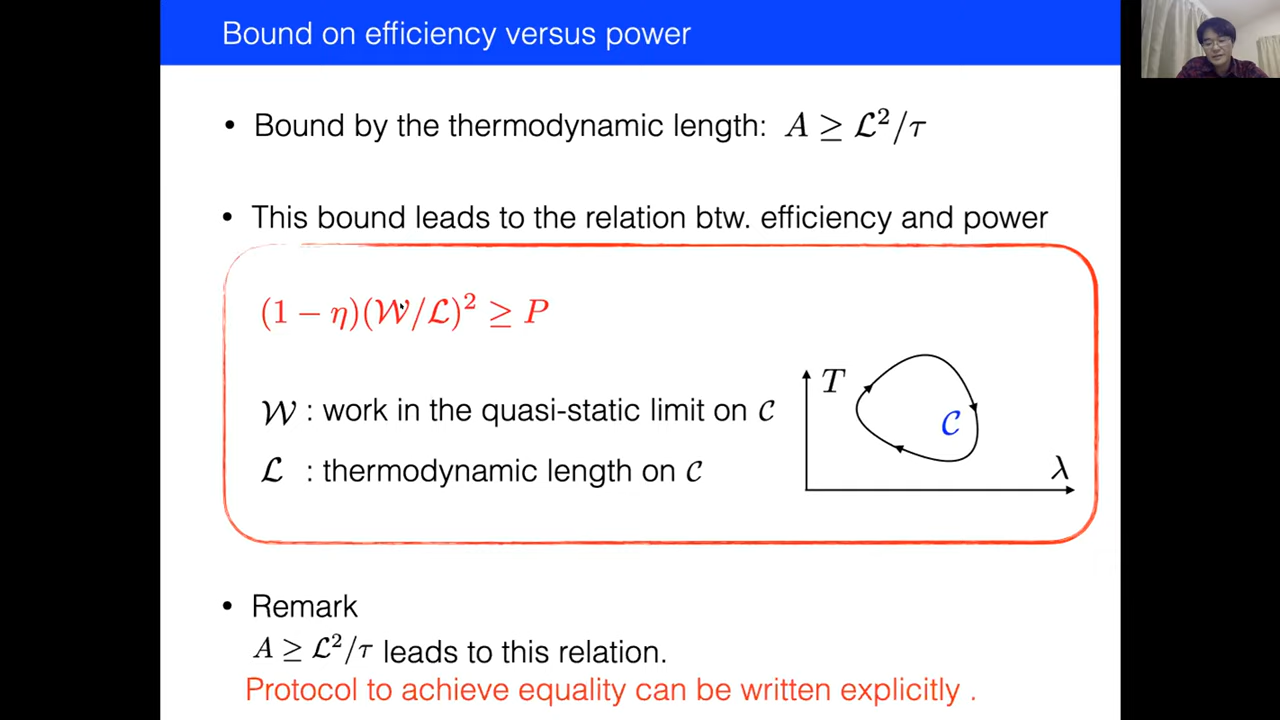 Bound on efficiency versus power
• Bound by the thermodynamic length: A ≥ ℒ²/τ
• This bound leads to the relation btw. efficiency and power
(1 − η)(𝒲/ℒ)² ≥ P
𝒲 : work in the quasi-static limit on 𝒞
ℒ : thermodynamic length on 𝒞
T
𝒞
λ
• Remark
A ≥ ℒ²/τ leads to this relation.
Protocol to achieve equality can be written explicitly .